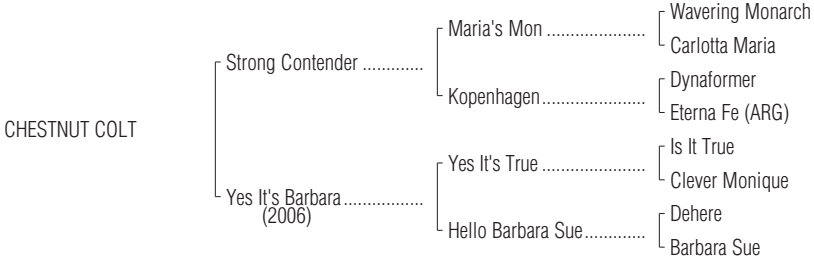 Wavering Monarch
Maria's Mon .....................
Carlotta Maria
Strong Contender .............
Dynaformer
Kopenhagen......................
Eterna Fe (ARG)
CHESTNUT COLT
Is It True
Yes It's True ......................
Clever Monique
Yes It's Barbara.................
(2006)
Dehere
Hello Barbara Sue.............
Barbara Sue